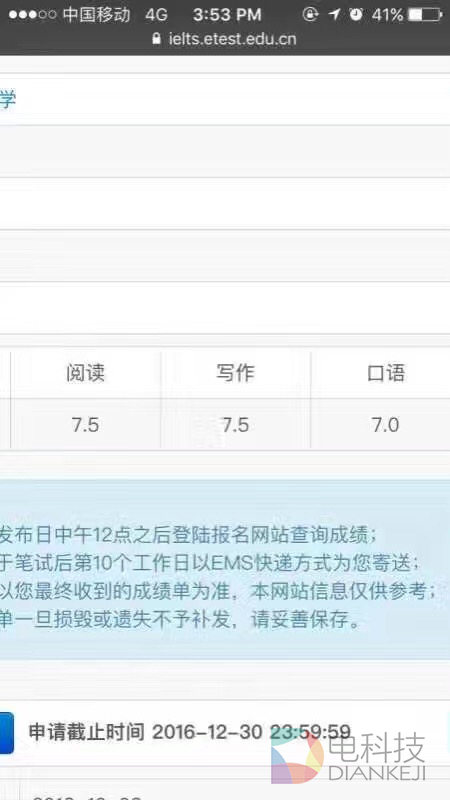 中国移动 4G 3:53 PM 41%
ielts.etest.edu.cn
学
阅读 写作 口语
7.5 7.5 7.0
发布日中午12点之后登陆报名网站查询成绩；
于笔试后第10个工作日以EMS快递方式为您寄送；
以您最终收到的成绩单为准，本网站信息仅供参考；
单一旦损毁或遗失不予补发，请妥善保存。
申请截止时间 2016-12-30 23:59:59
电科技
DIANKEJI